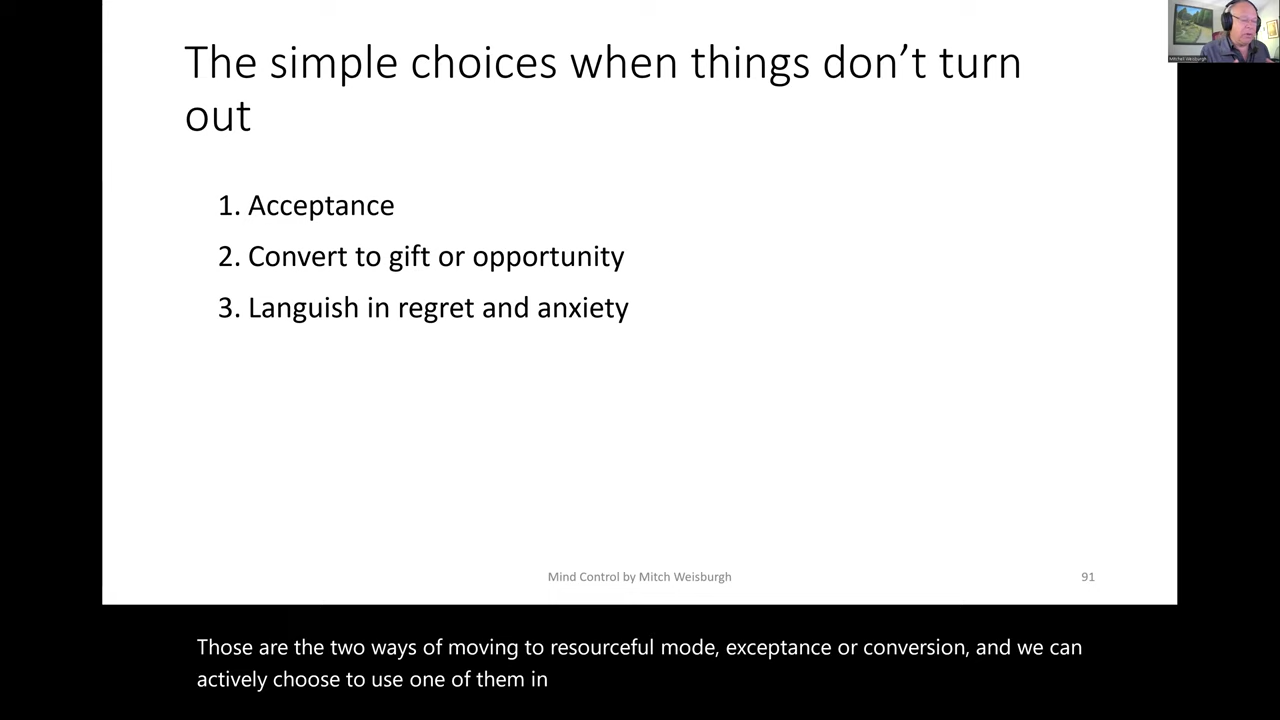 The simple choices when things don’t turn
out
1. Acceptance
2. Convert to gift or opportunity
3. Languish in regret and anxiety
Mind Control by Mitch Weisburgh
91
Mitchel Weisburgh
Those are the two ways of moving to resourceful mode, exceptance or conversion, and we can
actively choose to use one of them in